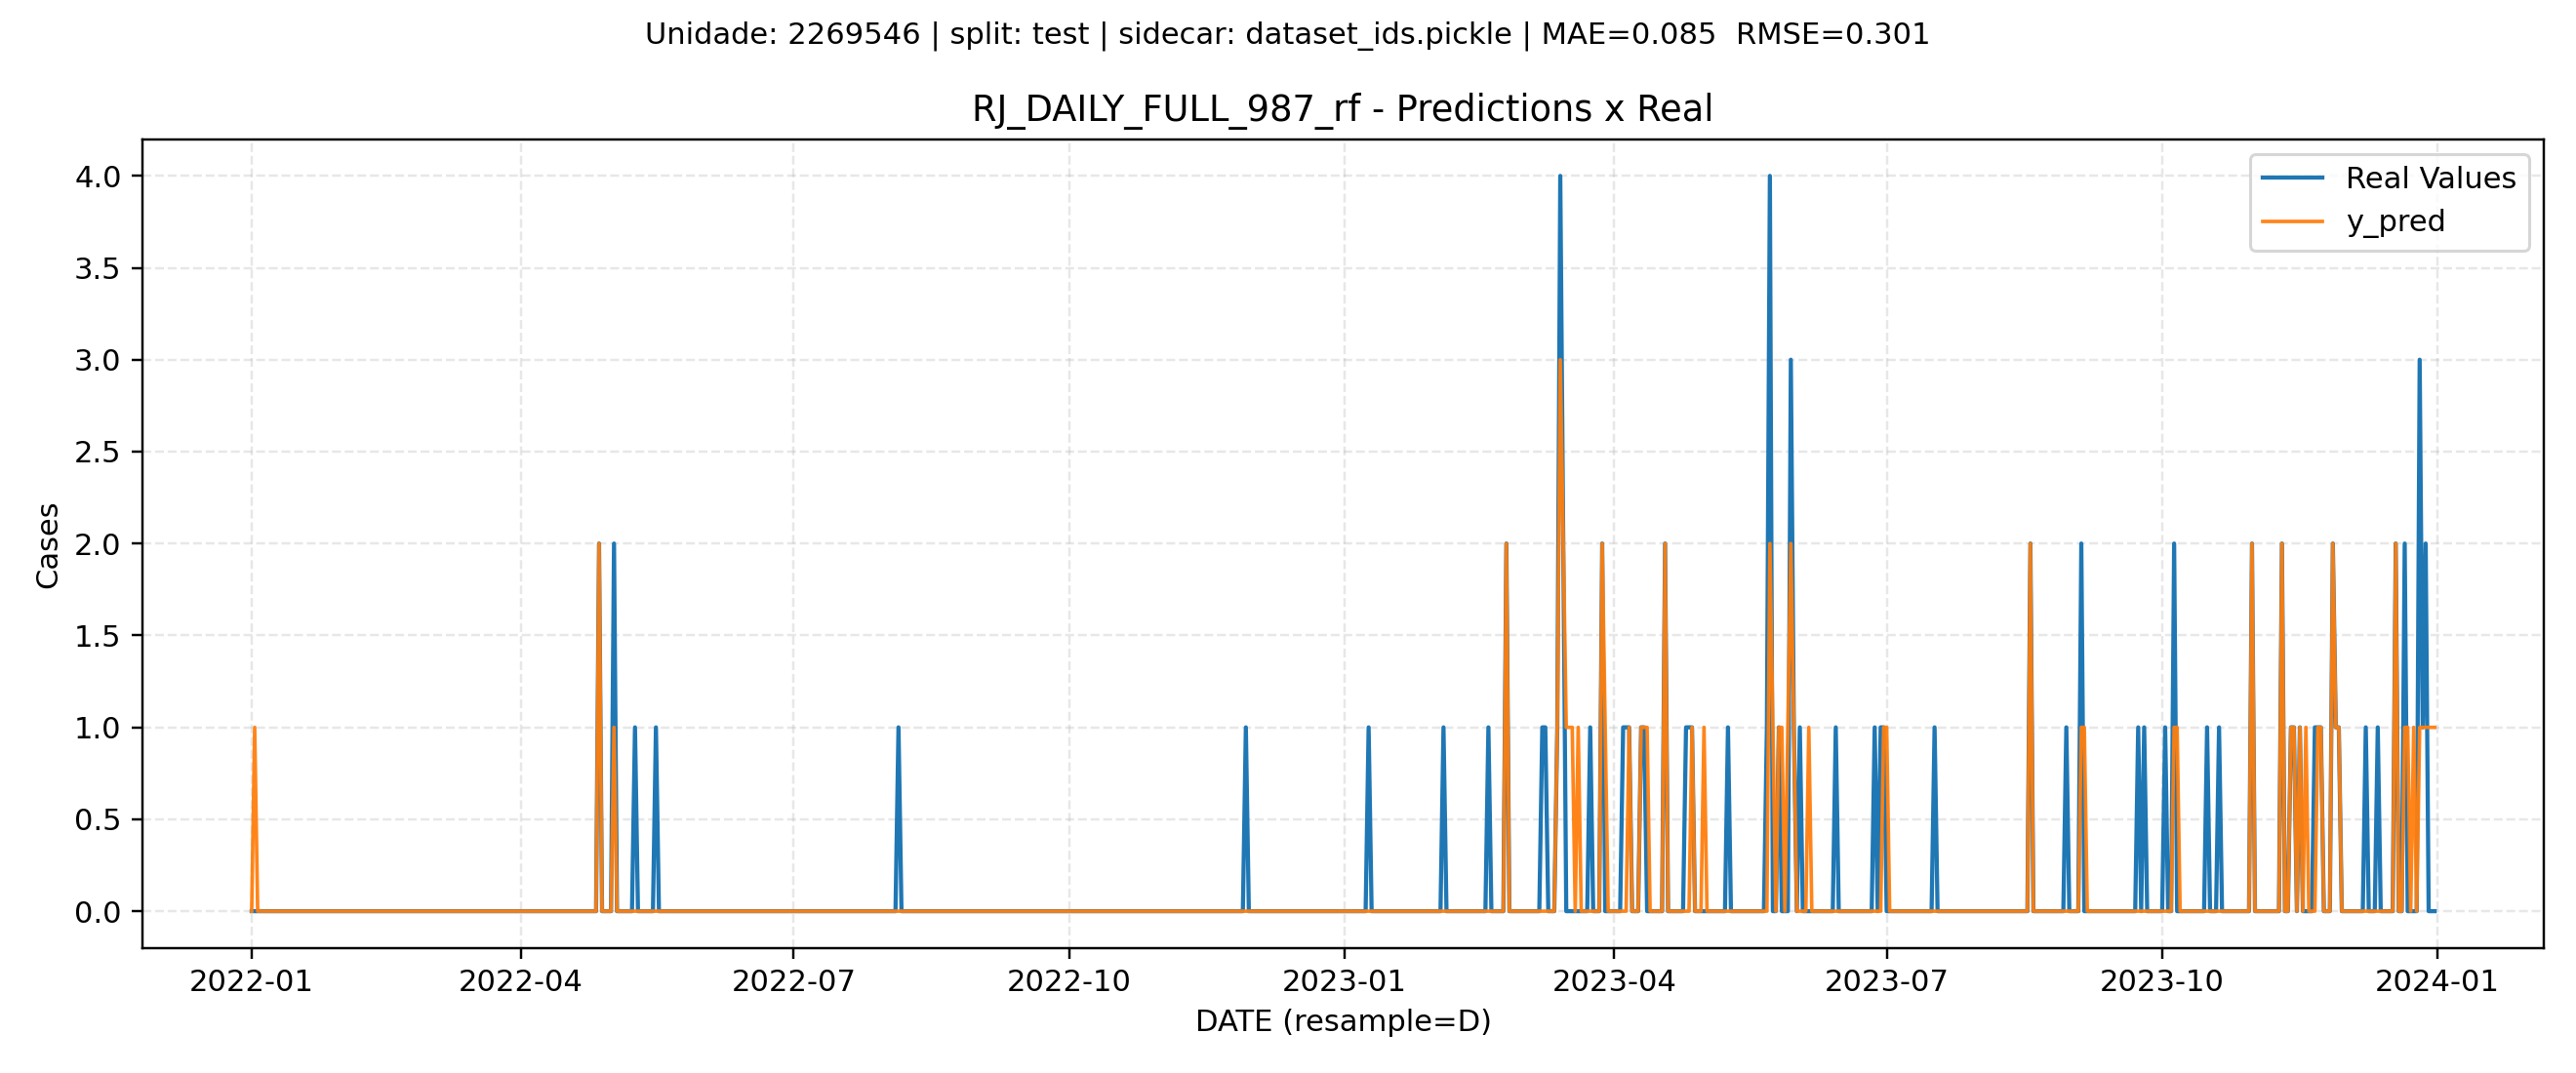 Unidade: 2269546 | split: test | sidecar: dataset_ids.pickle | MAE=0.085  RMSE=0.301
RJ_DAILY_FULL_987_rf - Predictions x Real
Real Values
y_pred
Cases
4.0
3.5
3.0
2.5
2.0
1.5
1.0
0.5
0.0
2022-01 2022-04 2022-07 2022-10 2023-01 2023-04 2023-07 2023-10 2024-01
DATE (resample=D)